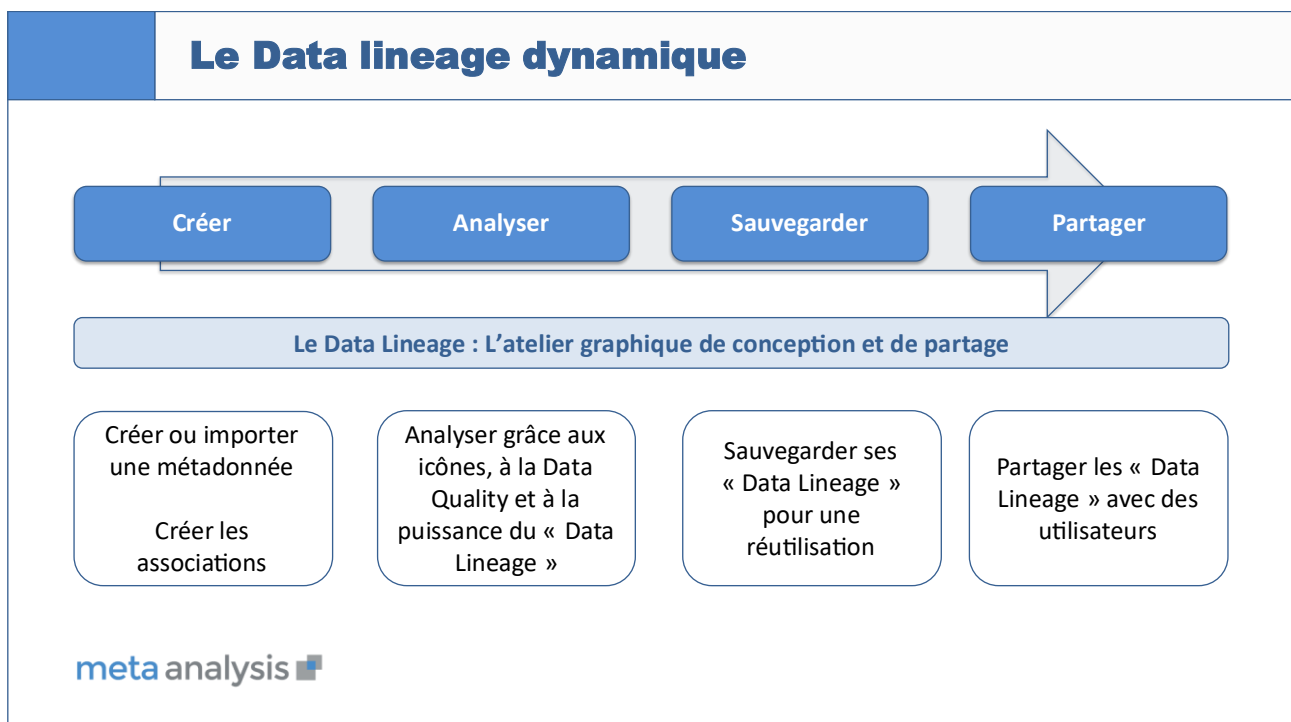 Le Data lineage dynamique
Créer
Analyser
Sauvegarder
Partager
Le Data Lineage : L’atelier graphique de conception et de partage
Créer ou importer
une métadonnée
Créer les
associations
Analyser grâce aux
icônes, à la Data
Quality et à la
puissance du « Data
Lineage »
Sauvegarder ses
« Data Lineage »
pour une
réutilisation
Partager les « Data
Lineage » avec des
utilisateurs
meta analysis